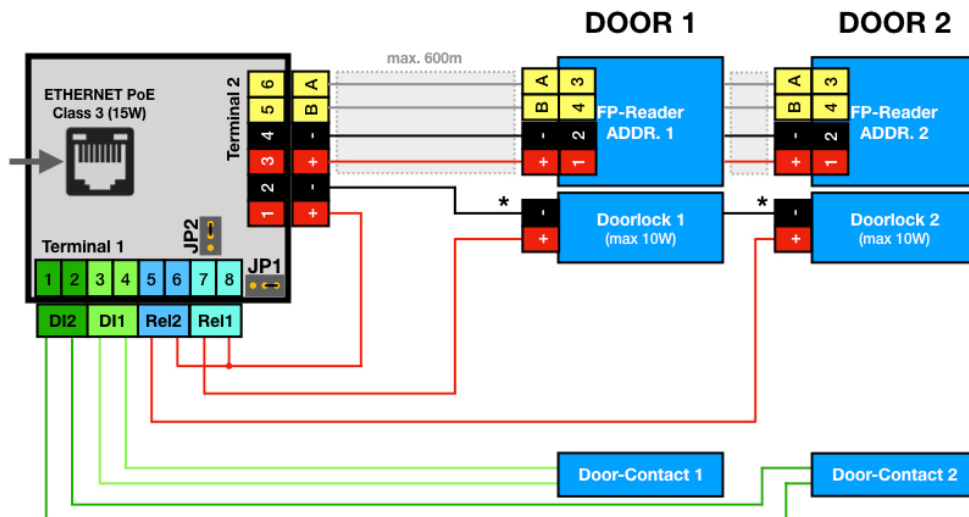 DOOR 1
DOOR 2
max. 600m
ETHERNET PoE
Class 3 (15W)
Terminal 2
6 A
5 B
4 -
3 +
2 -
1 +
A 3
B 4
- 2
+ 1
FP-Reader
ADDR. 1
A 3
B 4
- 2
+ 1
FP-Reader
ADDR. 2
* -
+
Doorlock 1
(max 10W)
* -
+
Doorlock 2
(max 10W)
JP2
Terminal 1
JP1
1 2 3 4 5 6 7 8
DI2 DI1 Rel2 Rel1
Door-Contact 1
Door-Contact 2